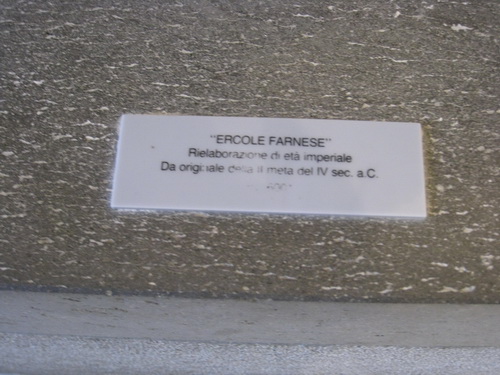 "ERCOLE FARNESE"
Rielaborazione di età imperiale
Da originale della II metà del IV sec. a.C.